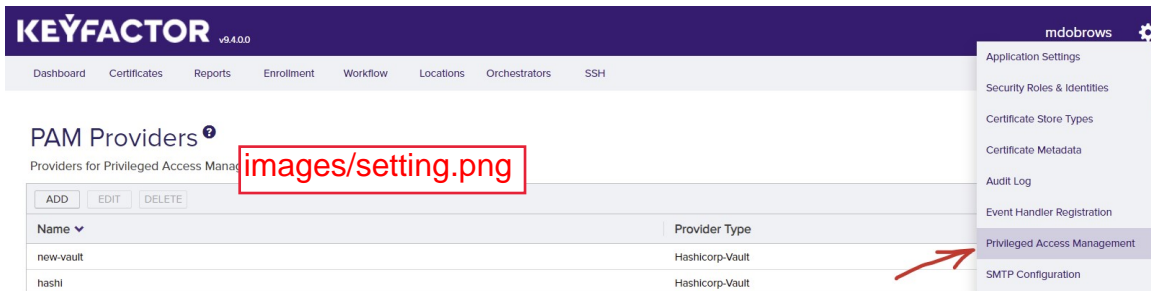 KEYFACTOR v9.4.0.0
mdobrows
Dashboard Certificates Reports Enrollment Workflow Locations Orchestrators SSH
Application Settings
Security Roles & Identities
Certificate Store Types
Certificate Metadata
Audit Log
Event Handler Registration
Privileged Access Management
SMTP Configuration
PAM Providers ?
Providers for Privileged Access Manag
images/setting.png
ADD EDIT DELETE
Name Provider Type
new-vault Hashicorp-Vault
hashi Hashicorp-Vault